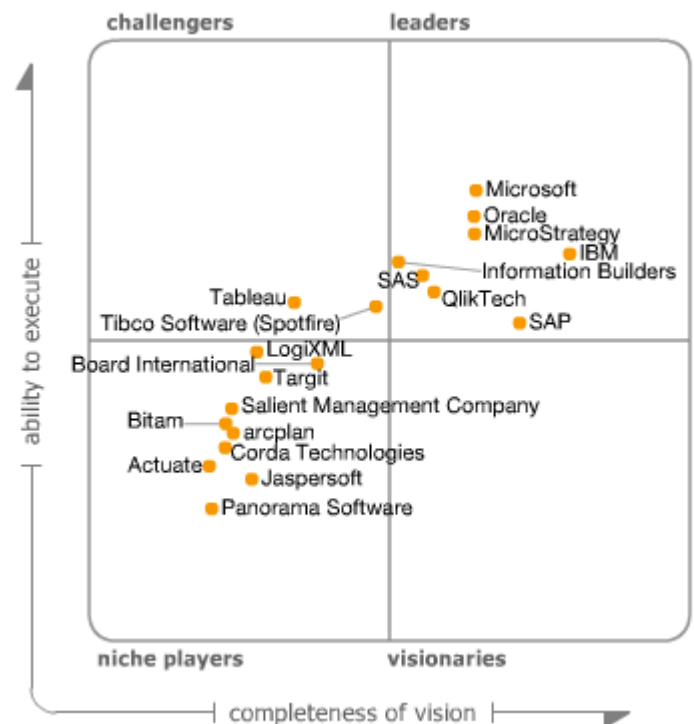 challengers
leaders
Microsoft
Oracle
MicroStrategy
IBM
Information Builders
SAS
QlikTech
Tableau
Tibco Software (Spotfire)
SAP
LogiXML
Board International
Targit
Salient Management Company
Bitam
arcplan
Corda Technologies
Actuate
Jaspersoft
Panorama Software
ability to execute
niche players
visionaries
completeness of vision